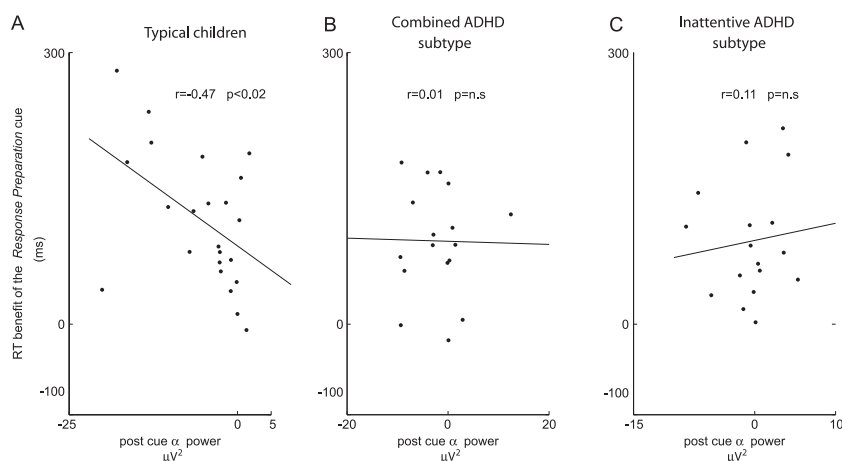 A
Typical children
300
r=-0.47 p<0.02
RT benefit of the Response Preparation cue
(ms)
0
-100
-25
0
5
post cue α power
μV²
B
Combined ADHD
subtype
300
r=0.01 p=n.s
0
-100
-20
0
20
post cue α power
μV²
C
Inattentive ADHD
subtype
300
r=0.11 p=n.s
0
-100
-15
0
10
post cue α power
μV²